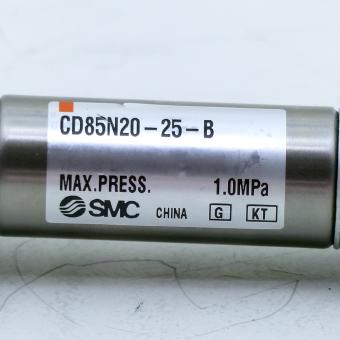 CD85N20-25-B
MAX.PRESS. 1.0MPa
SMC CHINA G KT